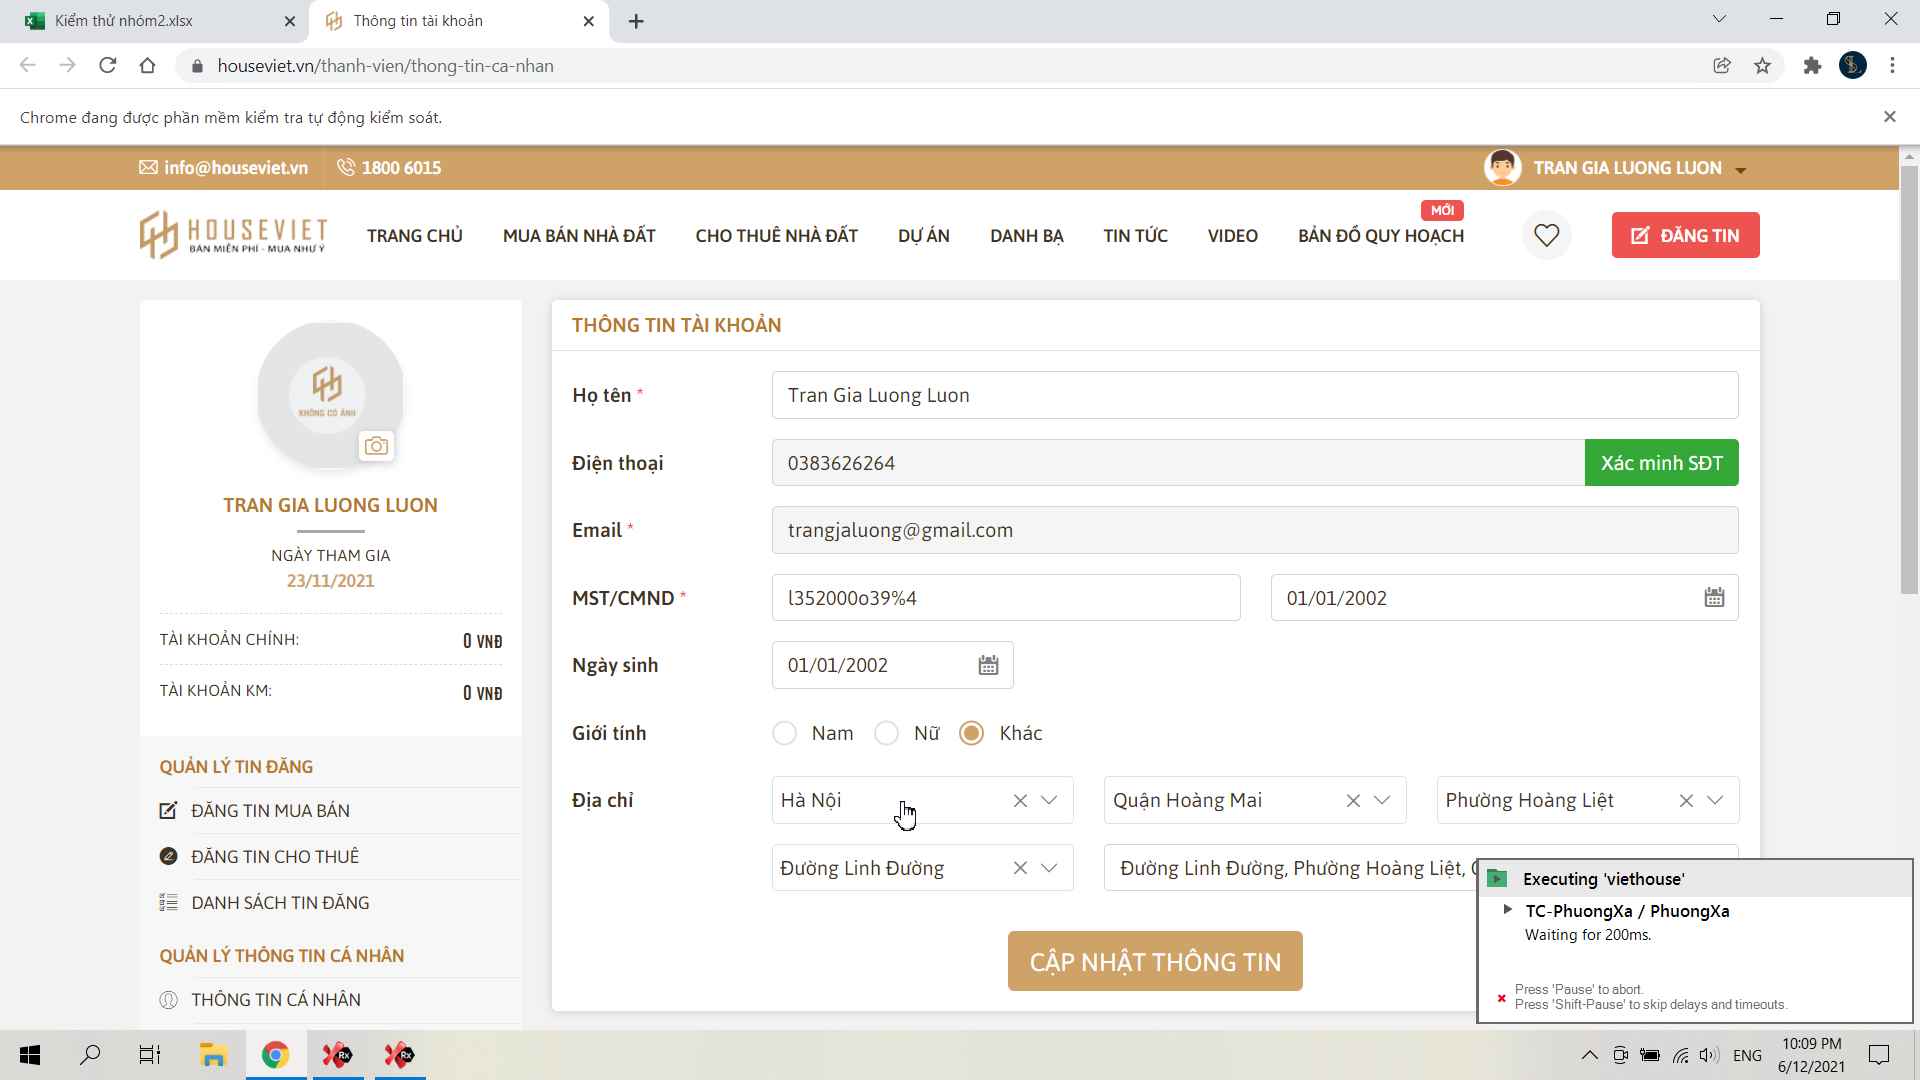 Kiểm thử nhóm2.xlsx
Thông tin tài khoản
houseviet.vn/thanh-vien/thong-tin-ca-nhan
Chrome đang được phần mềm kiểm tra tự động kiểm soát.
info@houseviet.vn
1800 6015
TRAN GIA LUONG LUON
HOUSEVIET
BÁN MIỄN PHÍ - MUA NHƯ Ý
TRANG CHỦ
MUA BÁN NHÀ ĐẤT
CHO THUÊ NHÀ ĐẤT
DỰ ÁN
DANH BẠ
TIN TỨC
VIDEO
MỚI
BẢN ĐỒ QUY HOẠCH
ĐĂNG TIN
KHÔNG CÓ ẢNH
TRAN GIA LUONG LUON
NGÀY THAM GIA
23/11/2021
TÀI KHOẢN CHÍNH: 0 VNĐ
TÀI KHOẢN KM: 0 VNĐ
QUẢN LÝ TIN ĐĂNG
ĐĂNG TIN MUA BÁN
ĐĂNG TIN CHO THUÊ
DANH SÁCH TIN ĐĂNG
QUẢN LÝ THÔNG TIN CÁ NHÂN
THÔNG TIN CÁ NHÂN
THÔNG TIN TÀI KHOẢN
Họ tên * Tran Gia Luong Luon
Điện thoại 0383626264 Xác minh SĐT
Email * trangjaluong@gmail.com
MST/CMND * l352000o39%4 01/01/2002
Ngày sinh 01/01/2002
Giới tính Nam Nữ Khác
Địa chỉ Hà Nội Quận Hoàng Mai Phường Hoàng Liệt
Đường Linh Đường Đường Linh Đường, Phường Hoàng Liệt,
CẬP NHẬT THÔNG TIN
Executing 'viethouse'
TC-PhuongXa / PhuongXa
Waiting for 200ms.
Press 'Pause' to abort.
Press 'Shift-Pause' to skip delays and timeouts.
Rx
Rx
ENG
10:09 PM
6/12/2021